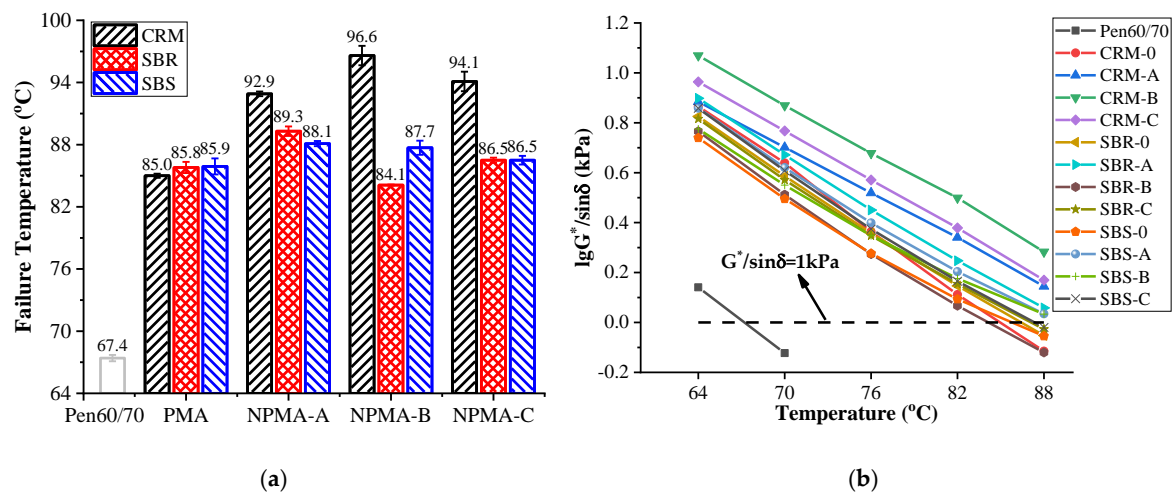 100
94
88
82
76
70
64
Failure Temperature (°C)
CRM
SBR
SBS
67.4
85.0
85.8
85.9
92.9
89.3
88.1
96.6
84.1
87.7
94.1
86.5
86.5
Pen60/70 PMA NPMA-A NPMA-B NPMA-C
(a)
1.2
1.0
0.8
0.6
0.4
0.2
0.0
-0.2
lgG*/sinδ (kPa)
G*/sinδ=1kPa
64 70 76 82 88
Temperature (°C)
Pen60/70
CRM-0
CRM-A
CRM-B
CRM-C
SBR-0
SBR-A
SBR-B
SBR-C
SBS-0
SBS-A
SBS-B
SBS-C
(b)